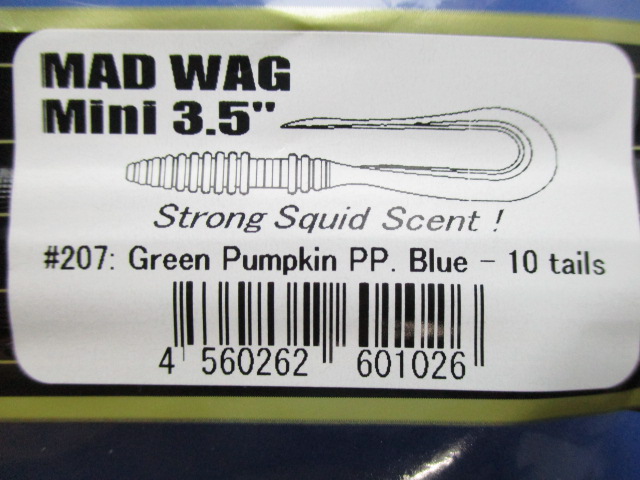 MAD WAG
Mini 3.5"
Strong Squid Scent !
#207: Green Pumpkin PP. Blue - 10 tails
4 560262 601026